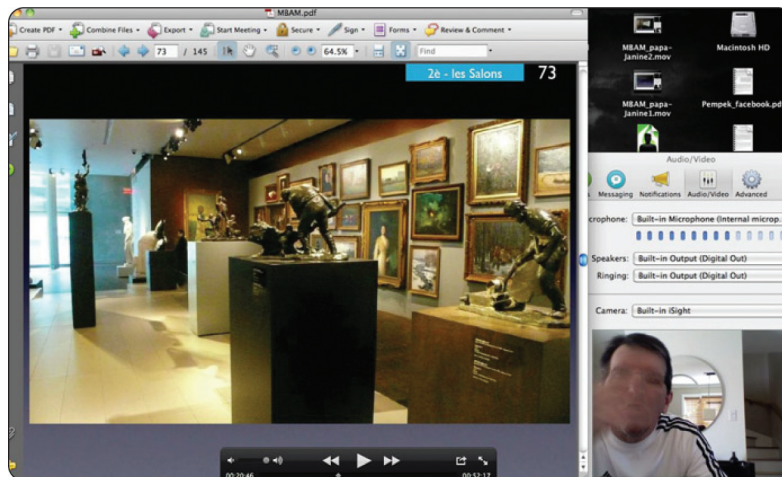 MBAM.pdf
Create PDF Combine Files Export Start Meeting Secure Sign Forms Review & Comment
73 / 145 64.5% Find
2è - les Salons 73
MBAM_papa-
Janine2.mov
Macintosh HD
MBAM_papa-
Janine1.mov
Pempek_facebook.pd
Audio/Video
Messaging Notifications Audio/Video Advanced
crophone: Built-in Microphone (Internal microp
Speakers: Built-in Output (Digital Out)
Ringing: Built-in Output (Digital Out)
Camera: Built-in iSight
00:20:46 00:52:17